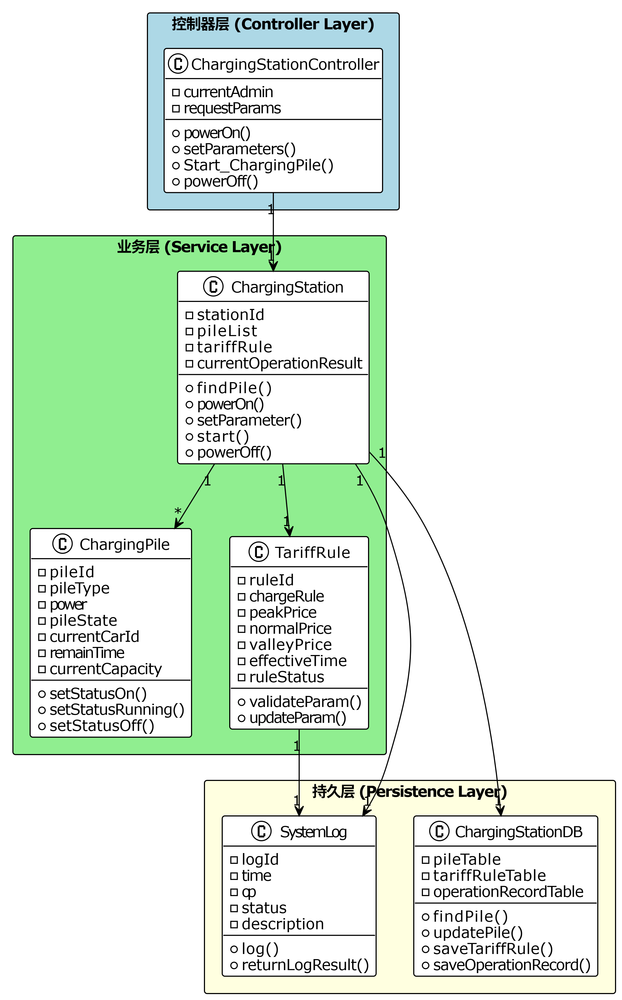 控制器层 (Controller Layer)
C ChargingStationController
currentAdmin
requestParams
powerOn()
setParameters()
Start_ChargingPile()
powerOff()
1
业务层 (Service Layer)
1
C ChargingStation
stationId
pileList
tariffRule
currentOperationResult
findPile()
powerOn()
setParameter()
start()
powerOff()
1
1 1 1
*
1
C ChargingPile
pileId
pileType
power
pileState
currentCarId
remainTime
currentCapacity
setStatusOn()
setStatusRunning()
setStatusOff()
C TariffRule
ruleId
chargeRule
peakPrice
normalPrice
valleyPrice
effectiveTime
ruleStatus
validateParam()
updateParam()
1
持久层 (Persistence Layer)
1 1 1
C SystemLog
logId
time
op
status
description
log()
returnLogResult()
C ChargingStationDB
pileTable
tariffRuleTable
operationRecordTable
findPile()
updatePile()
saveTariffRule()
saveOperationRecord()